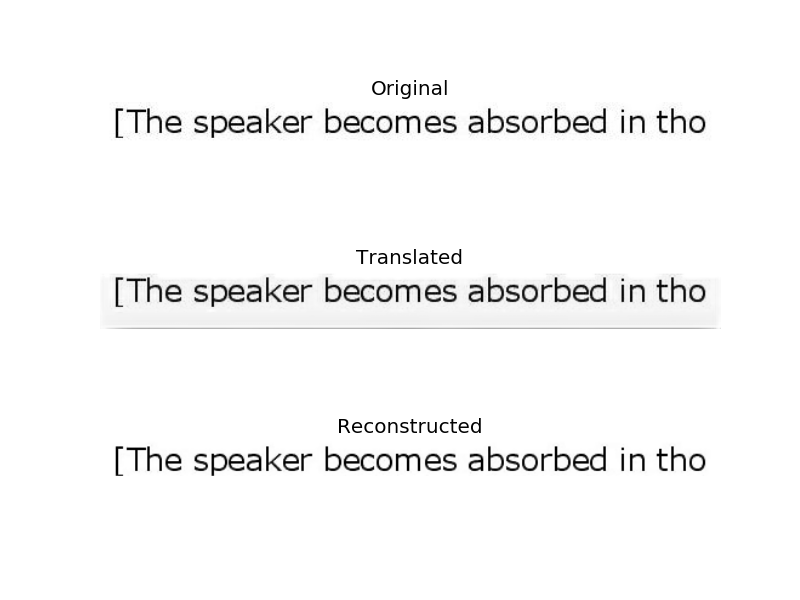 Original
[The speaker becomes absorbed in tho
Translated
[The speaker becomes absorbed in tho
Reconstructed
[The speaker becomes absorbed in tho